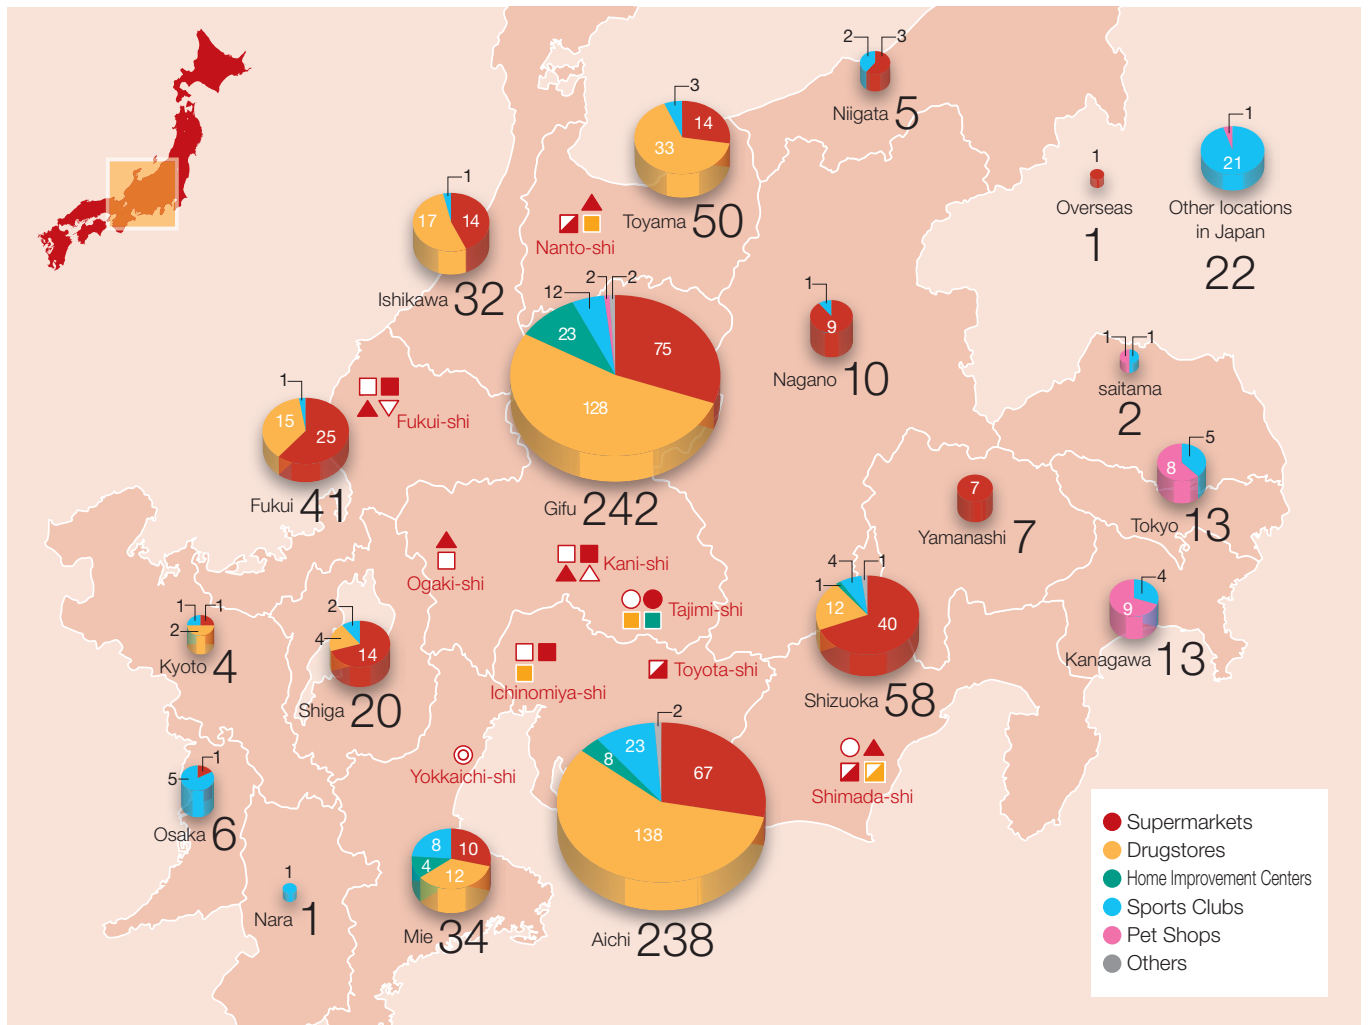 2
3
Niigata 5
3
14
33
Toyama 50
1
21
Other locations
in Japan
22
1
Overseas
1
1
17
14
Ishikawa 32
Nanto-shi
2
2
12
23
75
128
Gifu 242
1
9
Nagano 10
1
1
saitama
2
1
15
25
Fukui 41
Fukui-shi
5
8
Tokyo 13
7
Yamanashi 7
Ogaki-shi
Kani-shi
Tajimi-shi
4
1
1
12
40
Shizuoka 58
4
9
Kanagawa 13
1
1
2
Kyoto 4
2
4
14
Shiga 20
Ichinomiya-shi
Toyota-shi
Yokkaichi-shi
Shimada-shi
2
23
8
67
138
Aichi 238
1
5
Osaka 6
1
Nara 1
8
10
4
12
Mie 34
Supermarkets
Drugstores
Home Improvement Centers
Sports Clubs
Pet Shops
Others